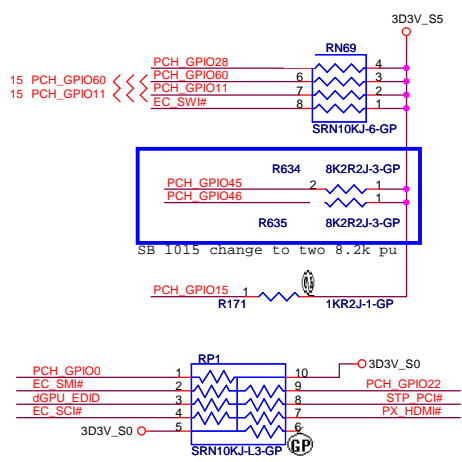 3D3V_S5
RN69
PCH_GPIO28 4
15 PCH_GPIO60 PCH_GPIO60 6 3
15 PCH_GPIO11 PCH_GPIO11 7 2
EC_SWI# 8 1
SRN10KJ-6-GP
R634 8K2R2J-3-GP
PCH_GPIO45 2 1
PCH_GPIO46 1
R635 8K2R2J-3-GP
SB 1015 change to two 8.2k pu
PCH_GPIO15 1
R171 1KR2J-1-GP
RP1
PCH_GPIO0 1 10 3D3V_S0
EC_SMI# 2 9 PCH_GPIO22
dGPU_EDID 3 8 STP_PCI#
EC_SCI# 4 7 PX_HDMI#
3D3V_S0 5 6
SRN10KJ-L3-GP GP